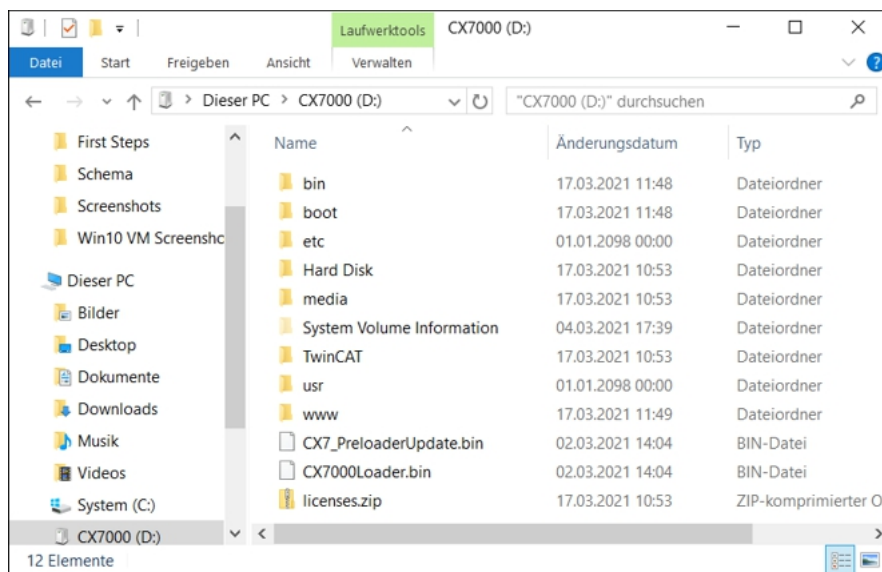 Laufwerktools CX7000 (D:)
Datei Start Freigeben Ansicht Verwalten ?
Dieser PC > CX7000 (D:) "CX7000 (D:)" durchsuchen
First Steps
Schema
Screenshots
Win10 VM Screenshc
Dieser PC
Bilder
Desktop
Dokumente
Downloads
Musik
Videos
System (C:)
CX7000 (D:)
Name Änderungsdatum Typ
bin 17.03.2021 11:48 Dateiordner
boot 17.03.2021 11:48 Dateiordner
etc 01.01.2098 00:00 Dateiordner
Hard Disk 17.03.2021 10:53 Dateiordner
media 17.03.2021 10:53 Dateiordner
System Volume Information 04.03.2021 17:39 Dateiordner
TwinCAT 17.03.2021 10:53 Dateiordner
usr 01.01.2098 00:00 Dateiordner
www 17.03.2021 11:49 Dateiordner
CX7_PreloaderUpdate.bin 02.03.2021 14:04 BIN-Datei
CX7000Loader.bin 02.03.2021 14:04 BIN-Datei
licenses.zip 17.03.2021 10:53 ZIP-komprimierter O
12 Elemente